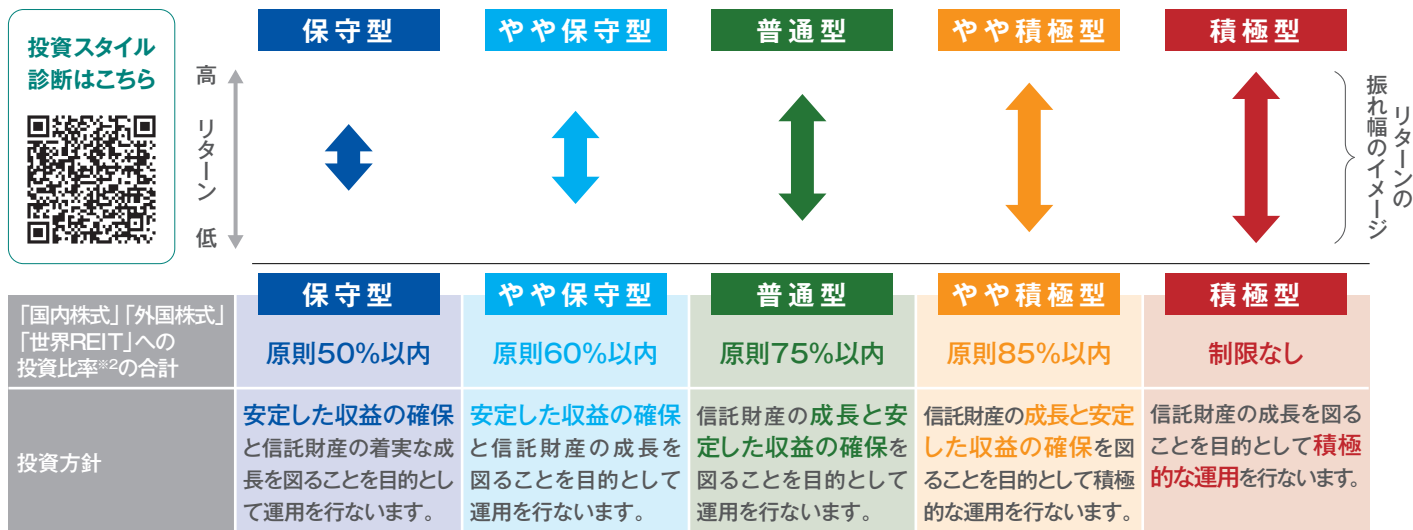 投資スタイル
診断はこちら
高
リターン
低
保守型
やや保守型
普通型
やや積極型
積極型
リターンの
振れ幅のイメージ
保守型
やや保守型
普通型
やや積極型
積極型
「国内株式」「外国株式」
「世界REIT」への
投資比率※2の合計
原則50%以内
原則60%以内
原則75%以内
原則85%以内
制限なし
投資方針
安定した収益の確保
と信託財産の着実な成
長を図ることを目的とし
て運用を行ないます。
安定した収益の確保
と信託財産の成長を
図ることを目的として
運用を行ないます。
信託財産の成長と安
定した収益の確保を
図ることを目的として
運用を行ないます。
信託財産の成長と安定
した収益の確保を図
ることを目的として積極
的な運用を行ないます。
信託財産の成長を図る
ことを目的として積極
的な運用を行ないます。